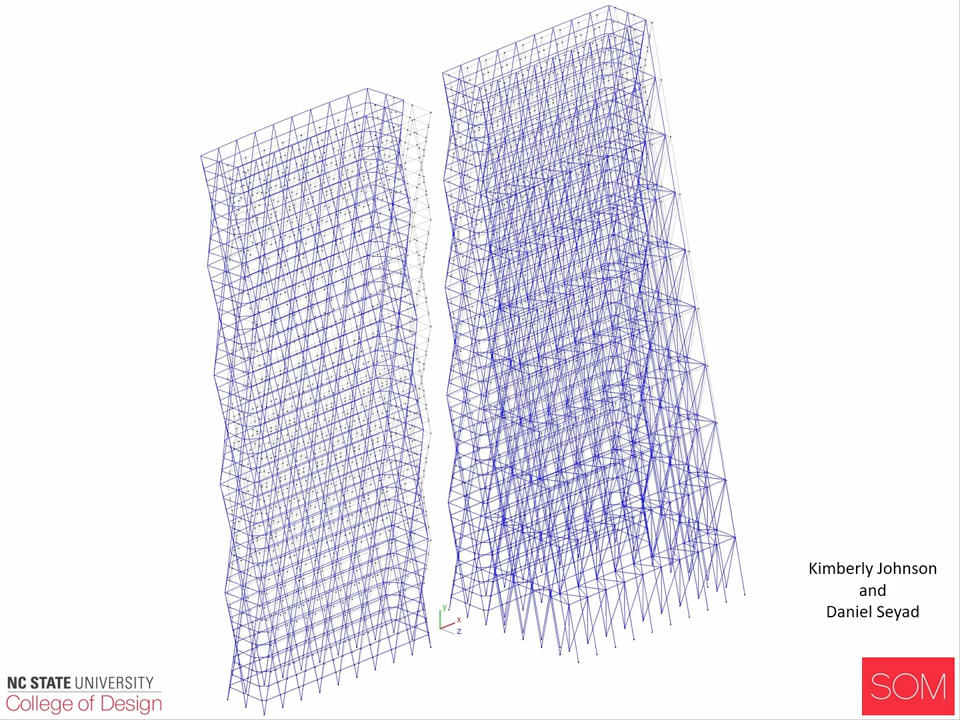 y
x
z
Kimberly Johnson
and
Daniel Seyad
NC STATE UNIVERSITY
College of Design
SOM